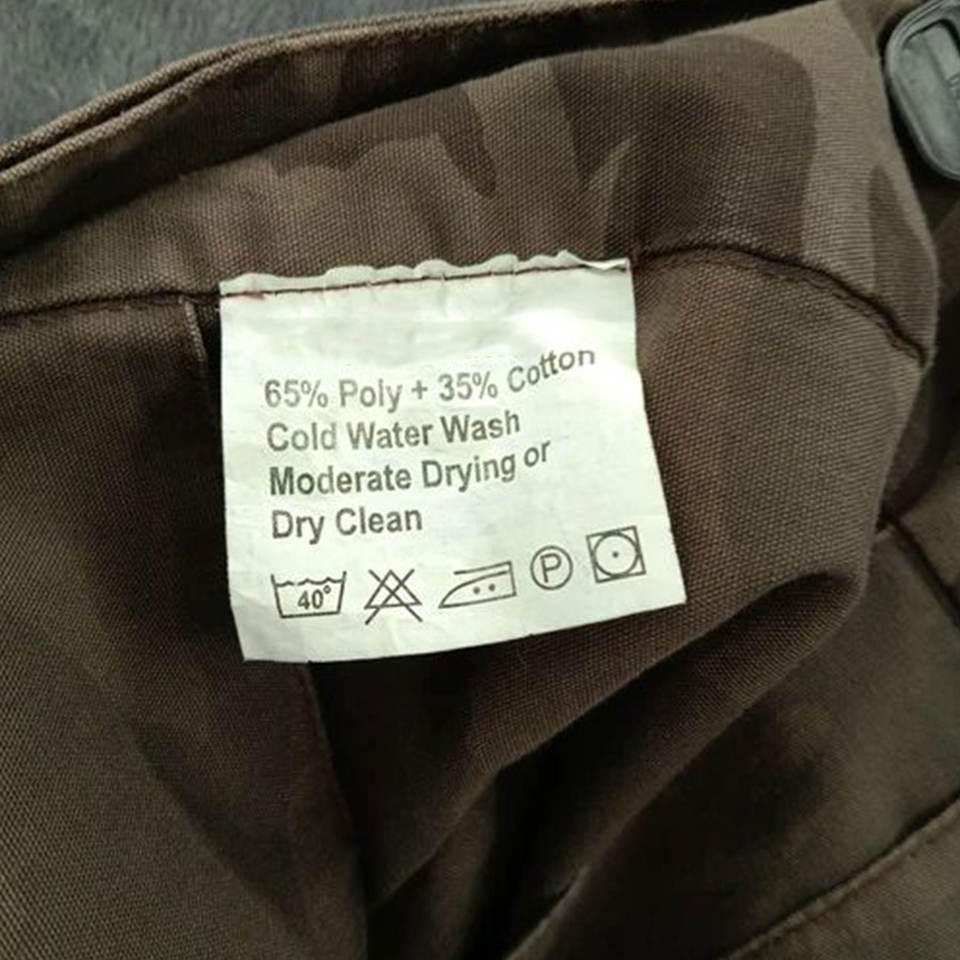 65% Poly + 35% Cotton
Cold Water Wash
Moderate Drying or
Dry Clean
40° P